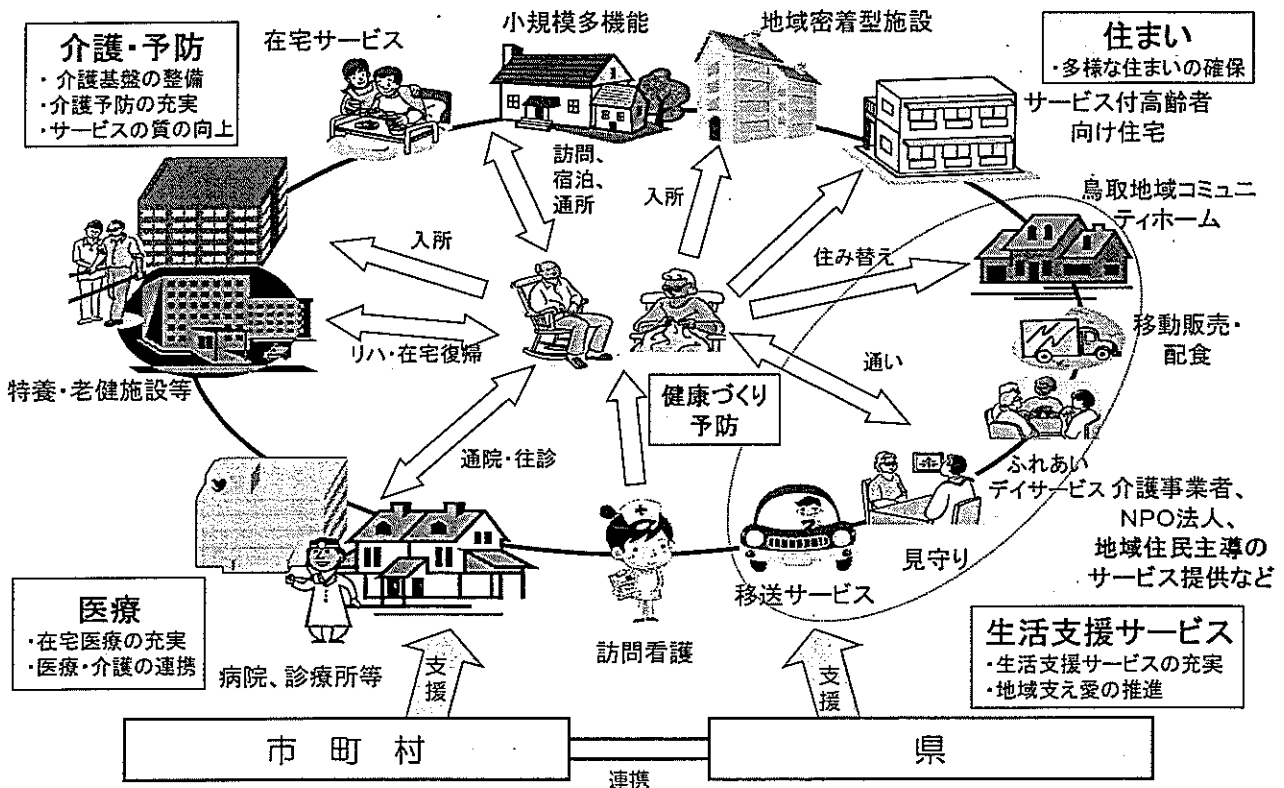 介護・予防
・介護基盤の整備
・介護予防の充実
・サービスの質の向上
在宅サービス
小規模多機能
地域密着型施設
住まい
・多様な住まいの確保
サービス付高齢者
向け住宅
訪問、
宿泊、
通所
入所
鳥取地域コミュニ
ティホーム
入所
住み替え
移動販売・
配食
リハ・在宅復帰
通い
特養・老健施設等
健康づくり
予防
通院・往診
ふれあい
デイサービス
介護事業者、
NPO法人、
地域住民主導の
サービス提供など
見守り
移送サービス
医療
・在宅医療の充実
・医療・介護の連携
訪問看護
生活支援サービス
・生活支援サービスの充実
・地域支え愛の推進
病院、診療所等
支援
支援
市町村
県
連携